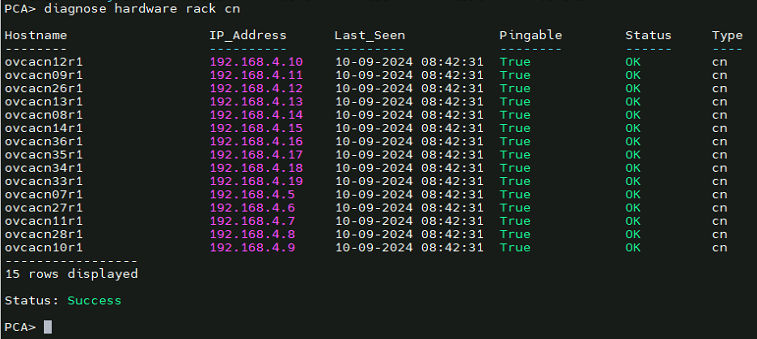 PCA> diagnose hardware rack cn
Hostname IP_Address Last_Seen Pingable Status Type
-------- ---------- --------- -------- ------ ----
ovcacn12r1 192.168.4.10 10-09-2024 08:42:31 True OK cn
ovcacn09r1 192.168.4.11 10-09-2024 08:42:31 True OK cn
ovcacn26r1 192.168.4.12 10-09-2024 08:42:31 True OK cn
ovcacn13r1 192.168.4.13 10-09-2024 08:42:31 True OK cn
ovcacn08r1 192.168.4.14 10-09-2024 08:42:31 True OK cn
ovcacn14r1 192.168.4.15 10-09-2024 08:42:31 True OK cn
ovcacn36r1 192.168.4.16 10-09-2024 08:42:31 True OK cn
ovcacn35r1 192.168.4.17 10-09-2024 08:42:31 True OK cn
ovcacn34r1 192.168.4.18 10-09-2024 08:42:31 True OK cn
ovcacn33r1 192.168.4.19 10-09-2024 08:42:31 True OK cn
ovcacn07r1 192.168.4.5 10-09-2024 08:42:31 True OK cn
ovcacn27r1 192.168.4.6 10-09-2024 08:42:31 True OK cn
ovcacn11r1 192.168.4.7 10-09-2024 08:42:31 True OK cn
ovcacn28r1 192.168.4.8 10-09-2024 08:42:31 True OK cn
ovcacn10r1 192.168.4.9 10-09-2024 08:42:31 True OK cn
-----------------
15 rows displayed
Status: Success
PCA>